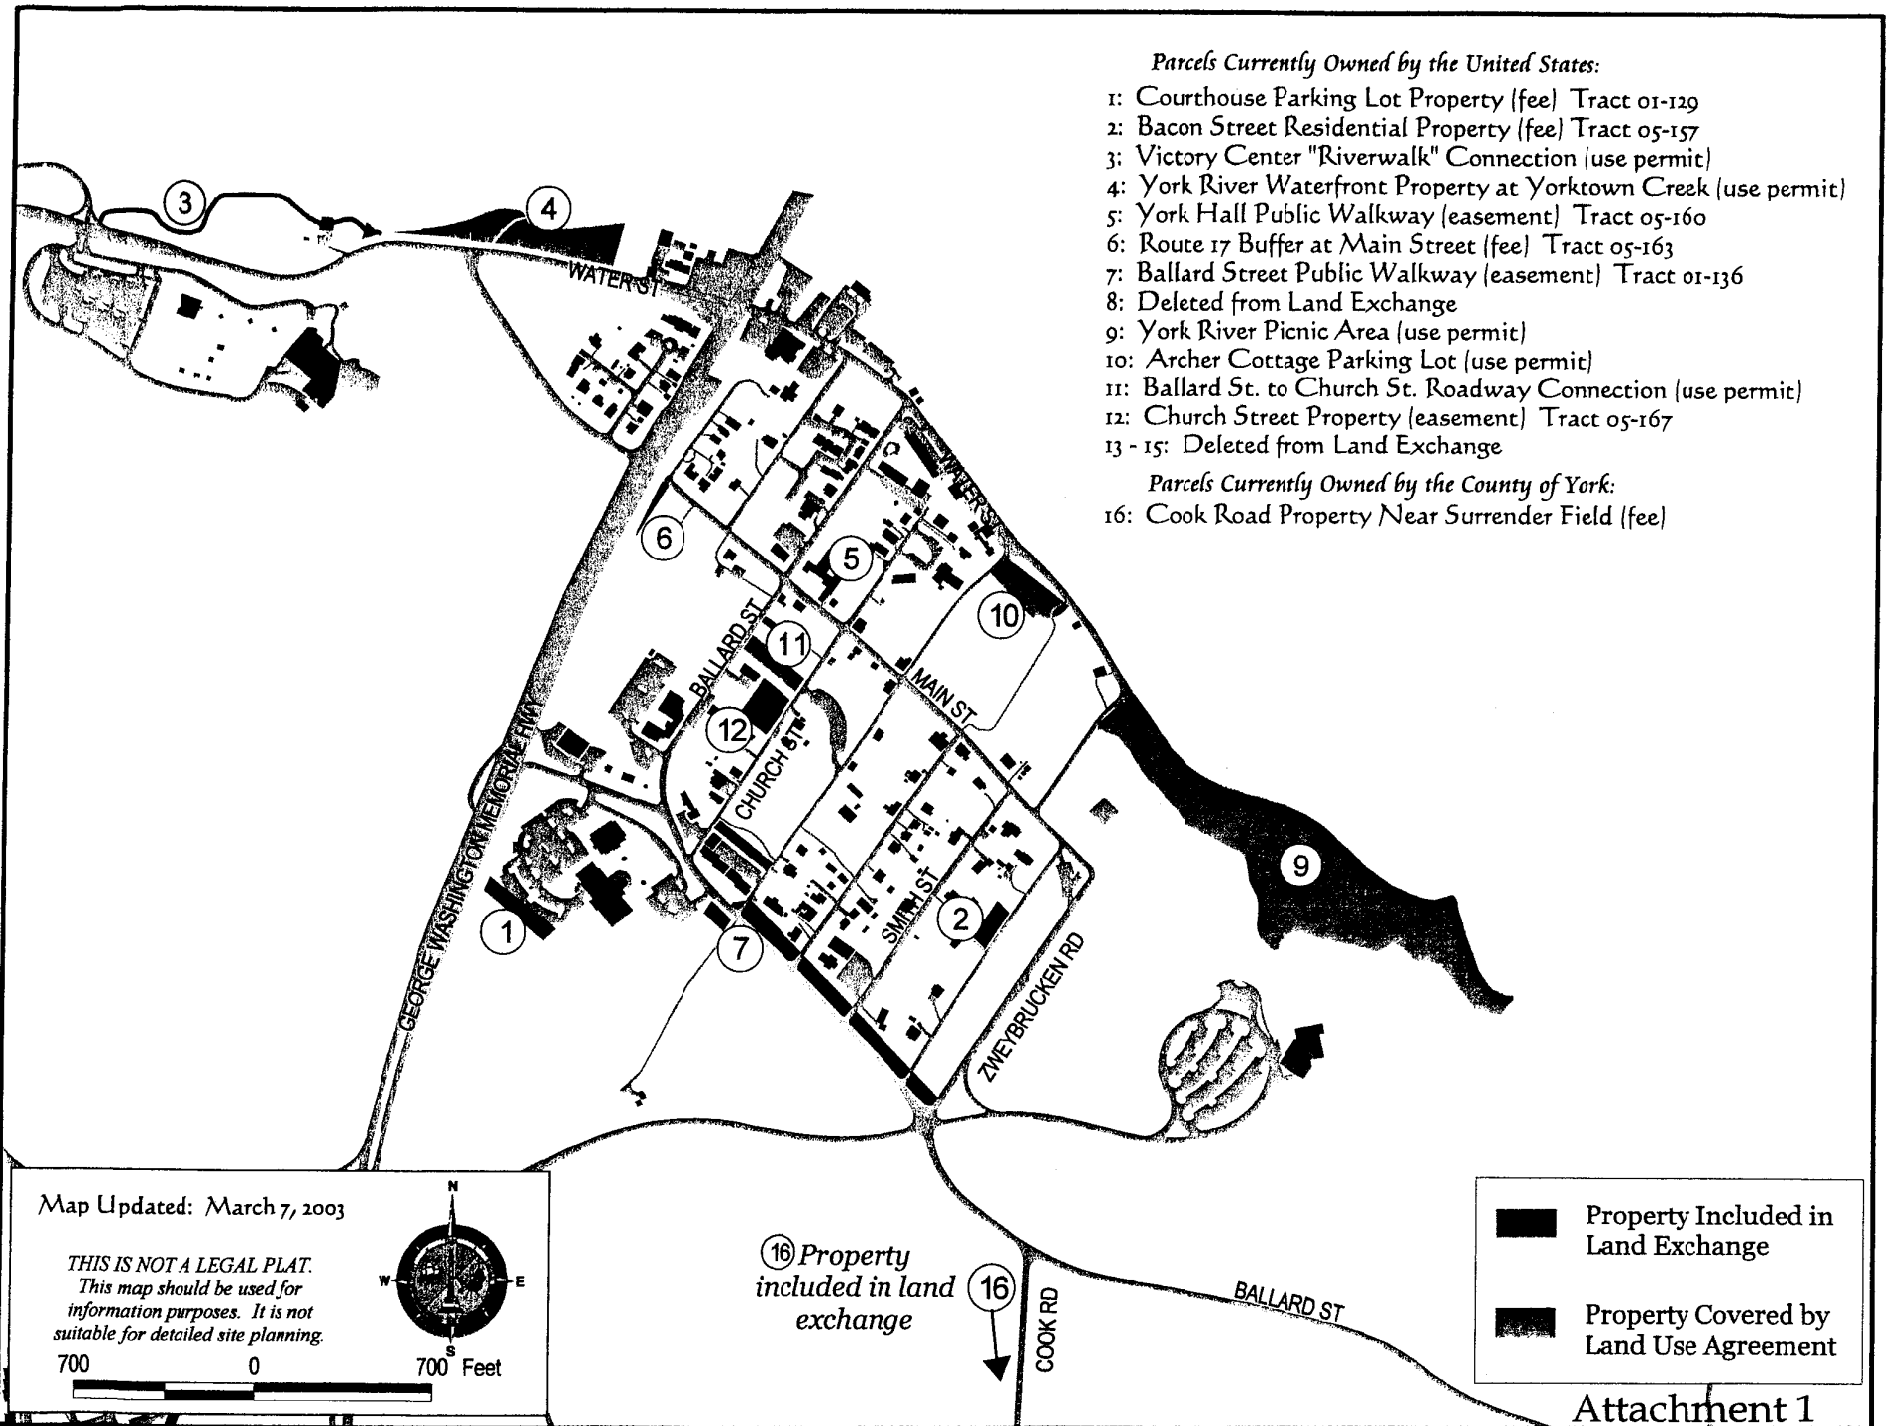 Parcels Currently Owned by the United States:
1: Courthouse Parking Lot Property (fee) Tract 01-129
2: Bacon Street Residential Property (fee) Tract 05-157
3: Victory Center "Riverwalk" Connection (use permit)
4: York River Waterfront Property at Yorktown Creek (use permit)
5: York Hall Public Walkway (easement) Tract 05-160
6: Route 17 Buffer at Main Street (fee) Tract 05-163
7: Ballard Street Public Walkway (easement) Tract 01-136
8: Deleted from Land Exchange
9: York River Picnic Area (use permit)
10: Archer Cottage Parking Lot (use permit)
11: Ballard St. to Church St. Roadway Connection (use permit)
12: Church Street Property (easement) Tract 05-167
13 - 15: Deleted from Land Exchange
Parcels Currently Owned by the County of York:
16: Cook Road Property Near Surrender Field (fee)
3
4
WATER ST
WATER ST
6
5
10
BALLARD ST
11
MAIN ST
12
CHURCH ST
GEORGE WASHINGTON MEMORIAL HWY
9
1
7
SMITH ST
2
ZWEYBRUCKEN RD
Map Updated: March 7, 2003
THIS IS NOT A LEGAL PLAT.
This map should be used for
information purposes. It is not
suitable for detailed site planning.
N
W
E
S
700 0 700 Feet
16 Property
included in land
exchange
16
COOK RD
BALLARD ST
Property Included in
Land Exchange
Property Covered by
Land Use Agreement
Attachment 1